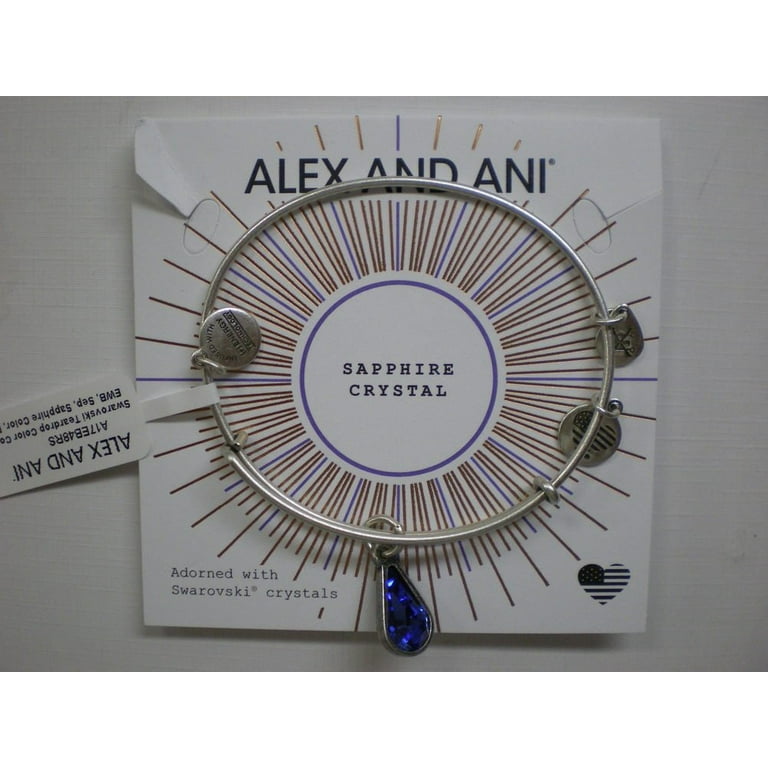 ALEX AND ANI®
SAPPHIRE
CRYSTAL
Adorned with
Swarovski® crystals
ALEX AND ANI
A17EB48RS
Swarovski Teardrop Color Co
EWB, Sep, Sapphire Color,
(+) ENERGY